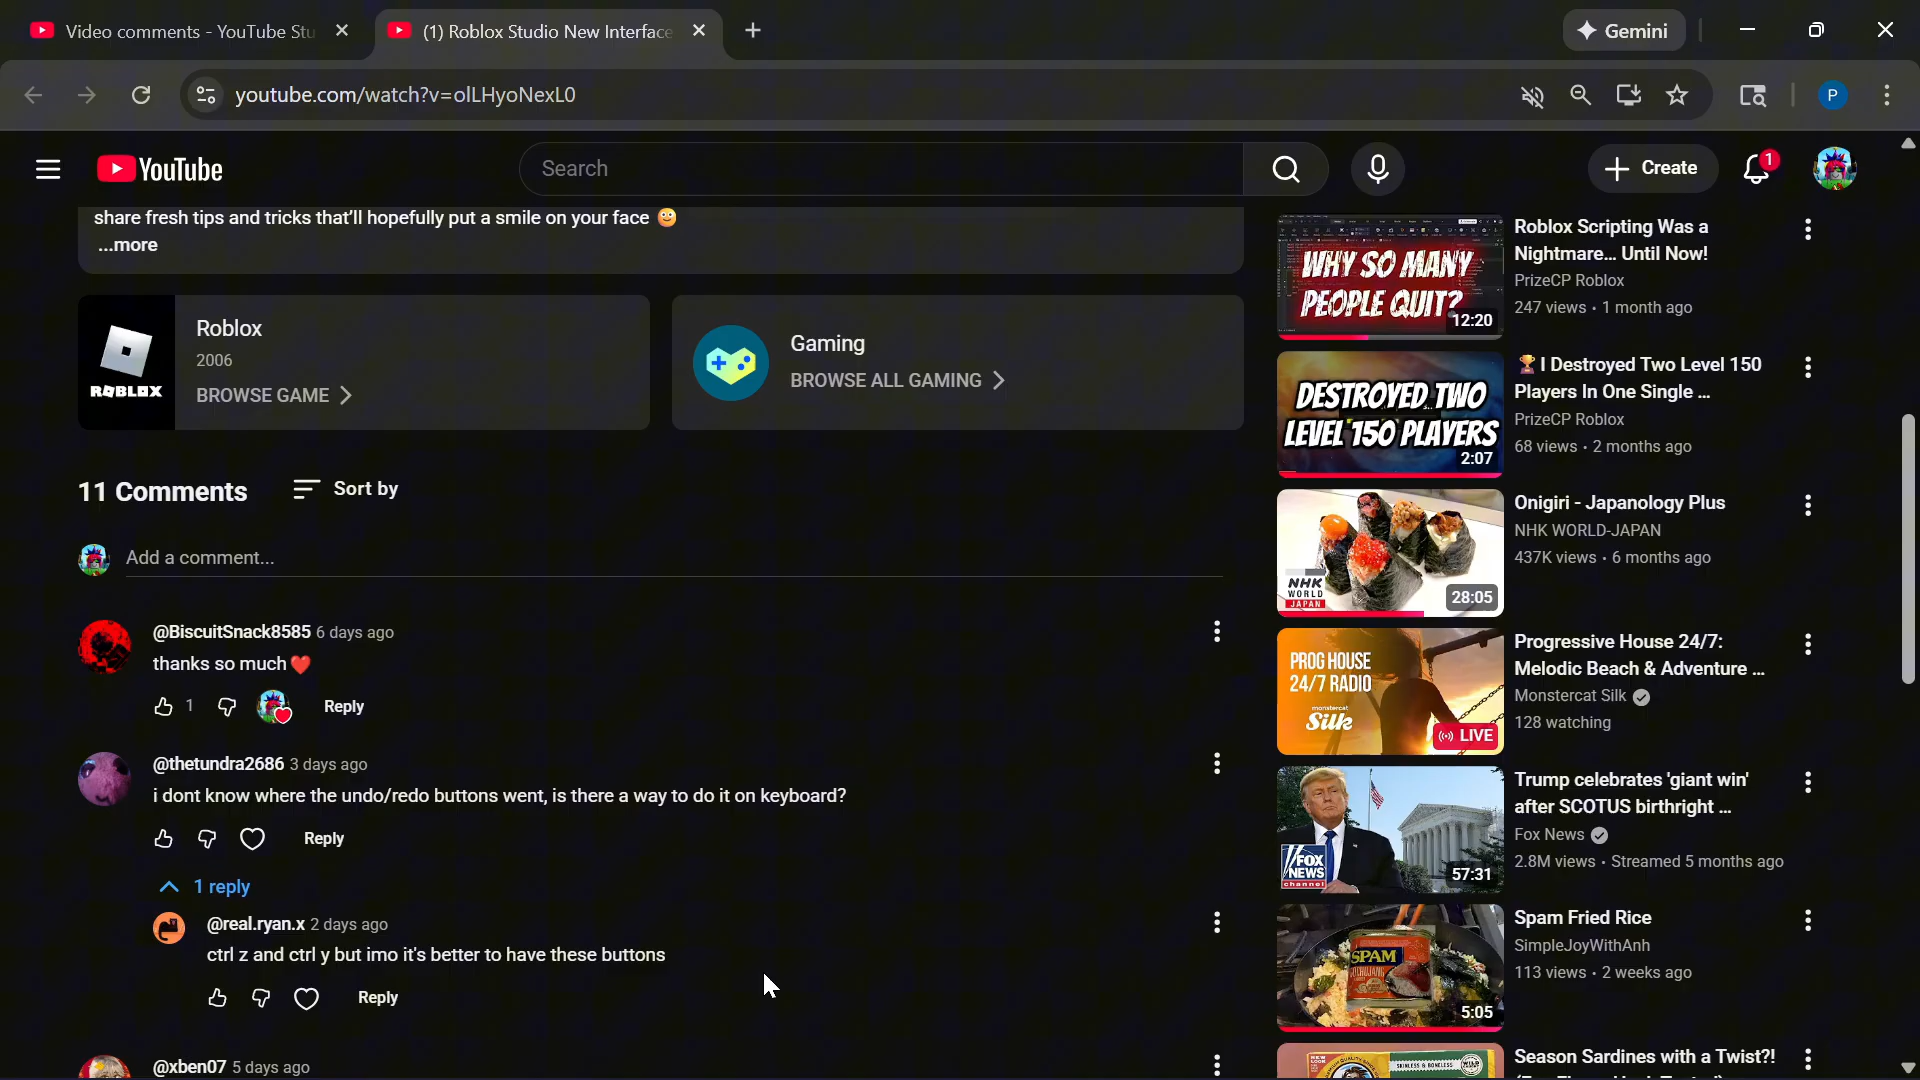 Video comments - YouTube Stu
(1) Roblox Studio New Interface
Gemini
youtube.com/watch?v=olLHyoNexL0
P
YouTube
Search
Create
1
share fresh tips and tricks that'll hopefully put a smile on your face
...more
ROBLOX
Roblox
2006
BROWSE GAME
Gaming
BROWSE ALL GAMING
11 Comments
Sort by
Add a comment...
@BiscuitSnack8585 6 days ago
thanks so much
1
Reply
@thetundra2686 3 days ago
i dont know where the undo/redo buttons went, is there a way to do it on keyboard?
Reply
1 reply
@real.ryan.x 2 days ago
ctrl z and ctrl y but imo it's better to have these buttons
Reply
@xben07 5 days ago
WHY SO MANY
PEOPLE QUIT?
12:20
Roblox Scripting Was a
Nightmare... Until Now!
PrizeCP Roblox
247 views • 1 month ago
DESTROYED TWO
LEVEL 150 PLAYERS
2:07
I Destroyed Two Level 150
Players In One Single ...
PrizeCP Roblox
68 views • 2 months ago
NHK
WORLD
JAPAN
28:05
Onigiri - Japanology Plus
NHK WORLD-JAPAN
437K views • 6 months ago
PROG HOUSE
24/7 RADIO
monstercat
Silk
LIVE
Progressive House 24/7:
Melodic Beach & Adventure ...
Monstercat Silk
128 watching
FOX
NEWS
channel
57:31
Trump celebrates 'giant win'
after SCOTUS birthright ...
Fox News
2.8M views • Streamed 5 months ago
SPAM
GOCHUJANG
5:05
Spam Fried Rice
SimpleJoyWithAnh
113 views • 2 weeks ago
SKINLESS & BONELESS
WILD
Season Sardines with a Twist?!